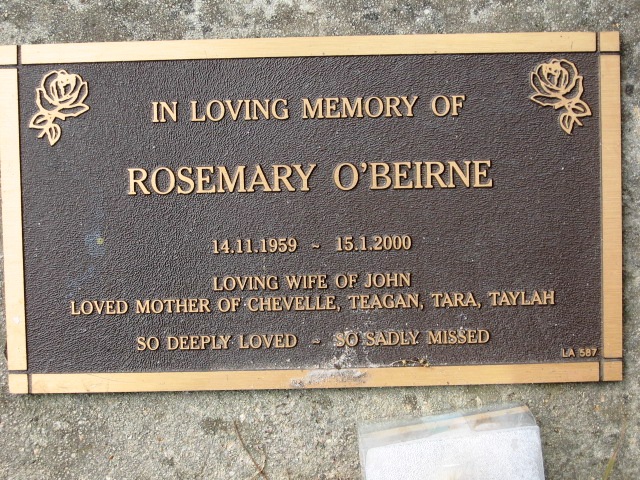 IN LOVING MEMORY OF
ROSEMARY O'BEIRNE
14.11.1959 ~ 15.1.2000
LOVING WIFE OF JOHN
LOVED MOTHER OF CHEVELLE, TEAGAN, TARA, TAYLAH
SO DEEPLY LOVED ~ SO SADLY MISSED
LA 587